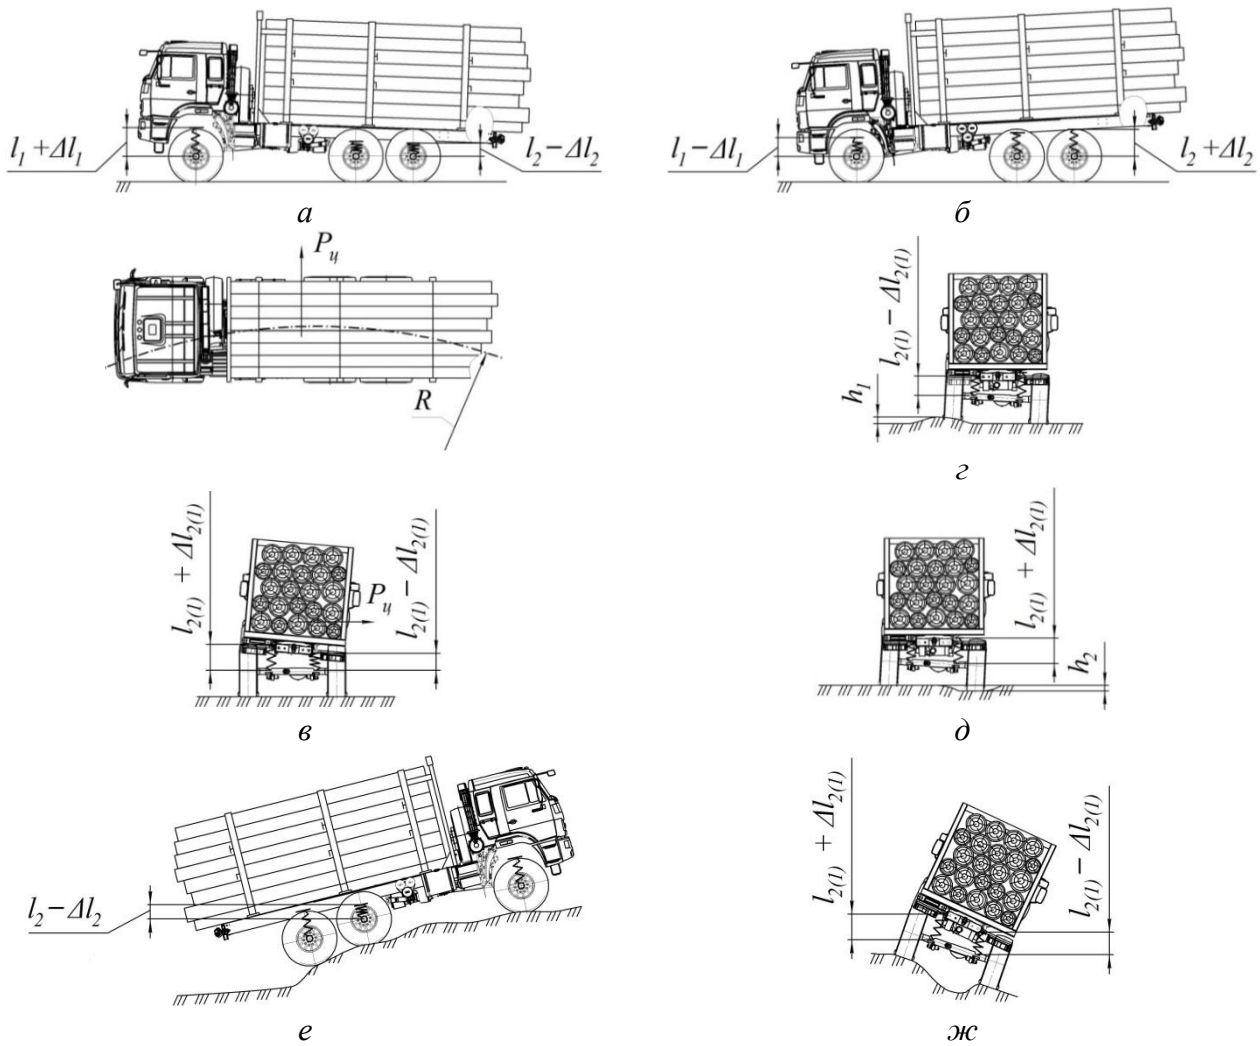 l₁ + Δl₁
l₂ − Δl₂
а
l₁ − Δl₁
l₂ + Δl₂
б
Pц
R
l₂₍₁₎ − Δl₂₍₁₎
h₁
г
l₂₍₁₎ + Δl₂₍₁₎
Pц
l₂₍₁₎ − Δl₂₍₁₎
в
l₂₍₁₎ + Δl₂₍₁₎
h₂
д
l₂ − Δl₂
е
l₂₍₁₎ + Δl₂₍₁₎
l₂₍₁₎ − Δl₂₍₁₎
ж